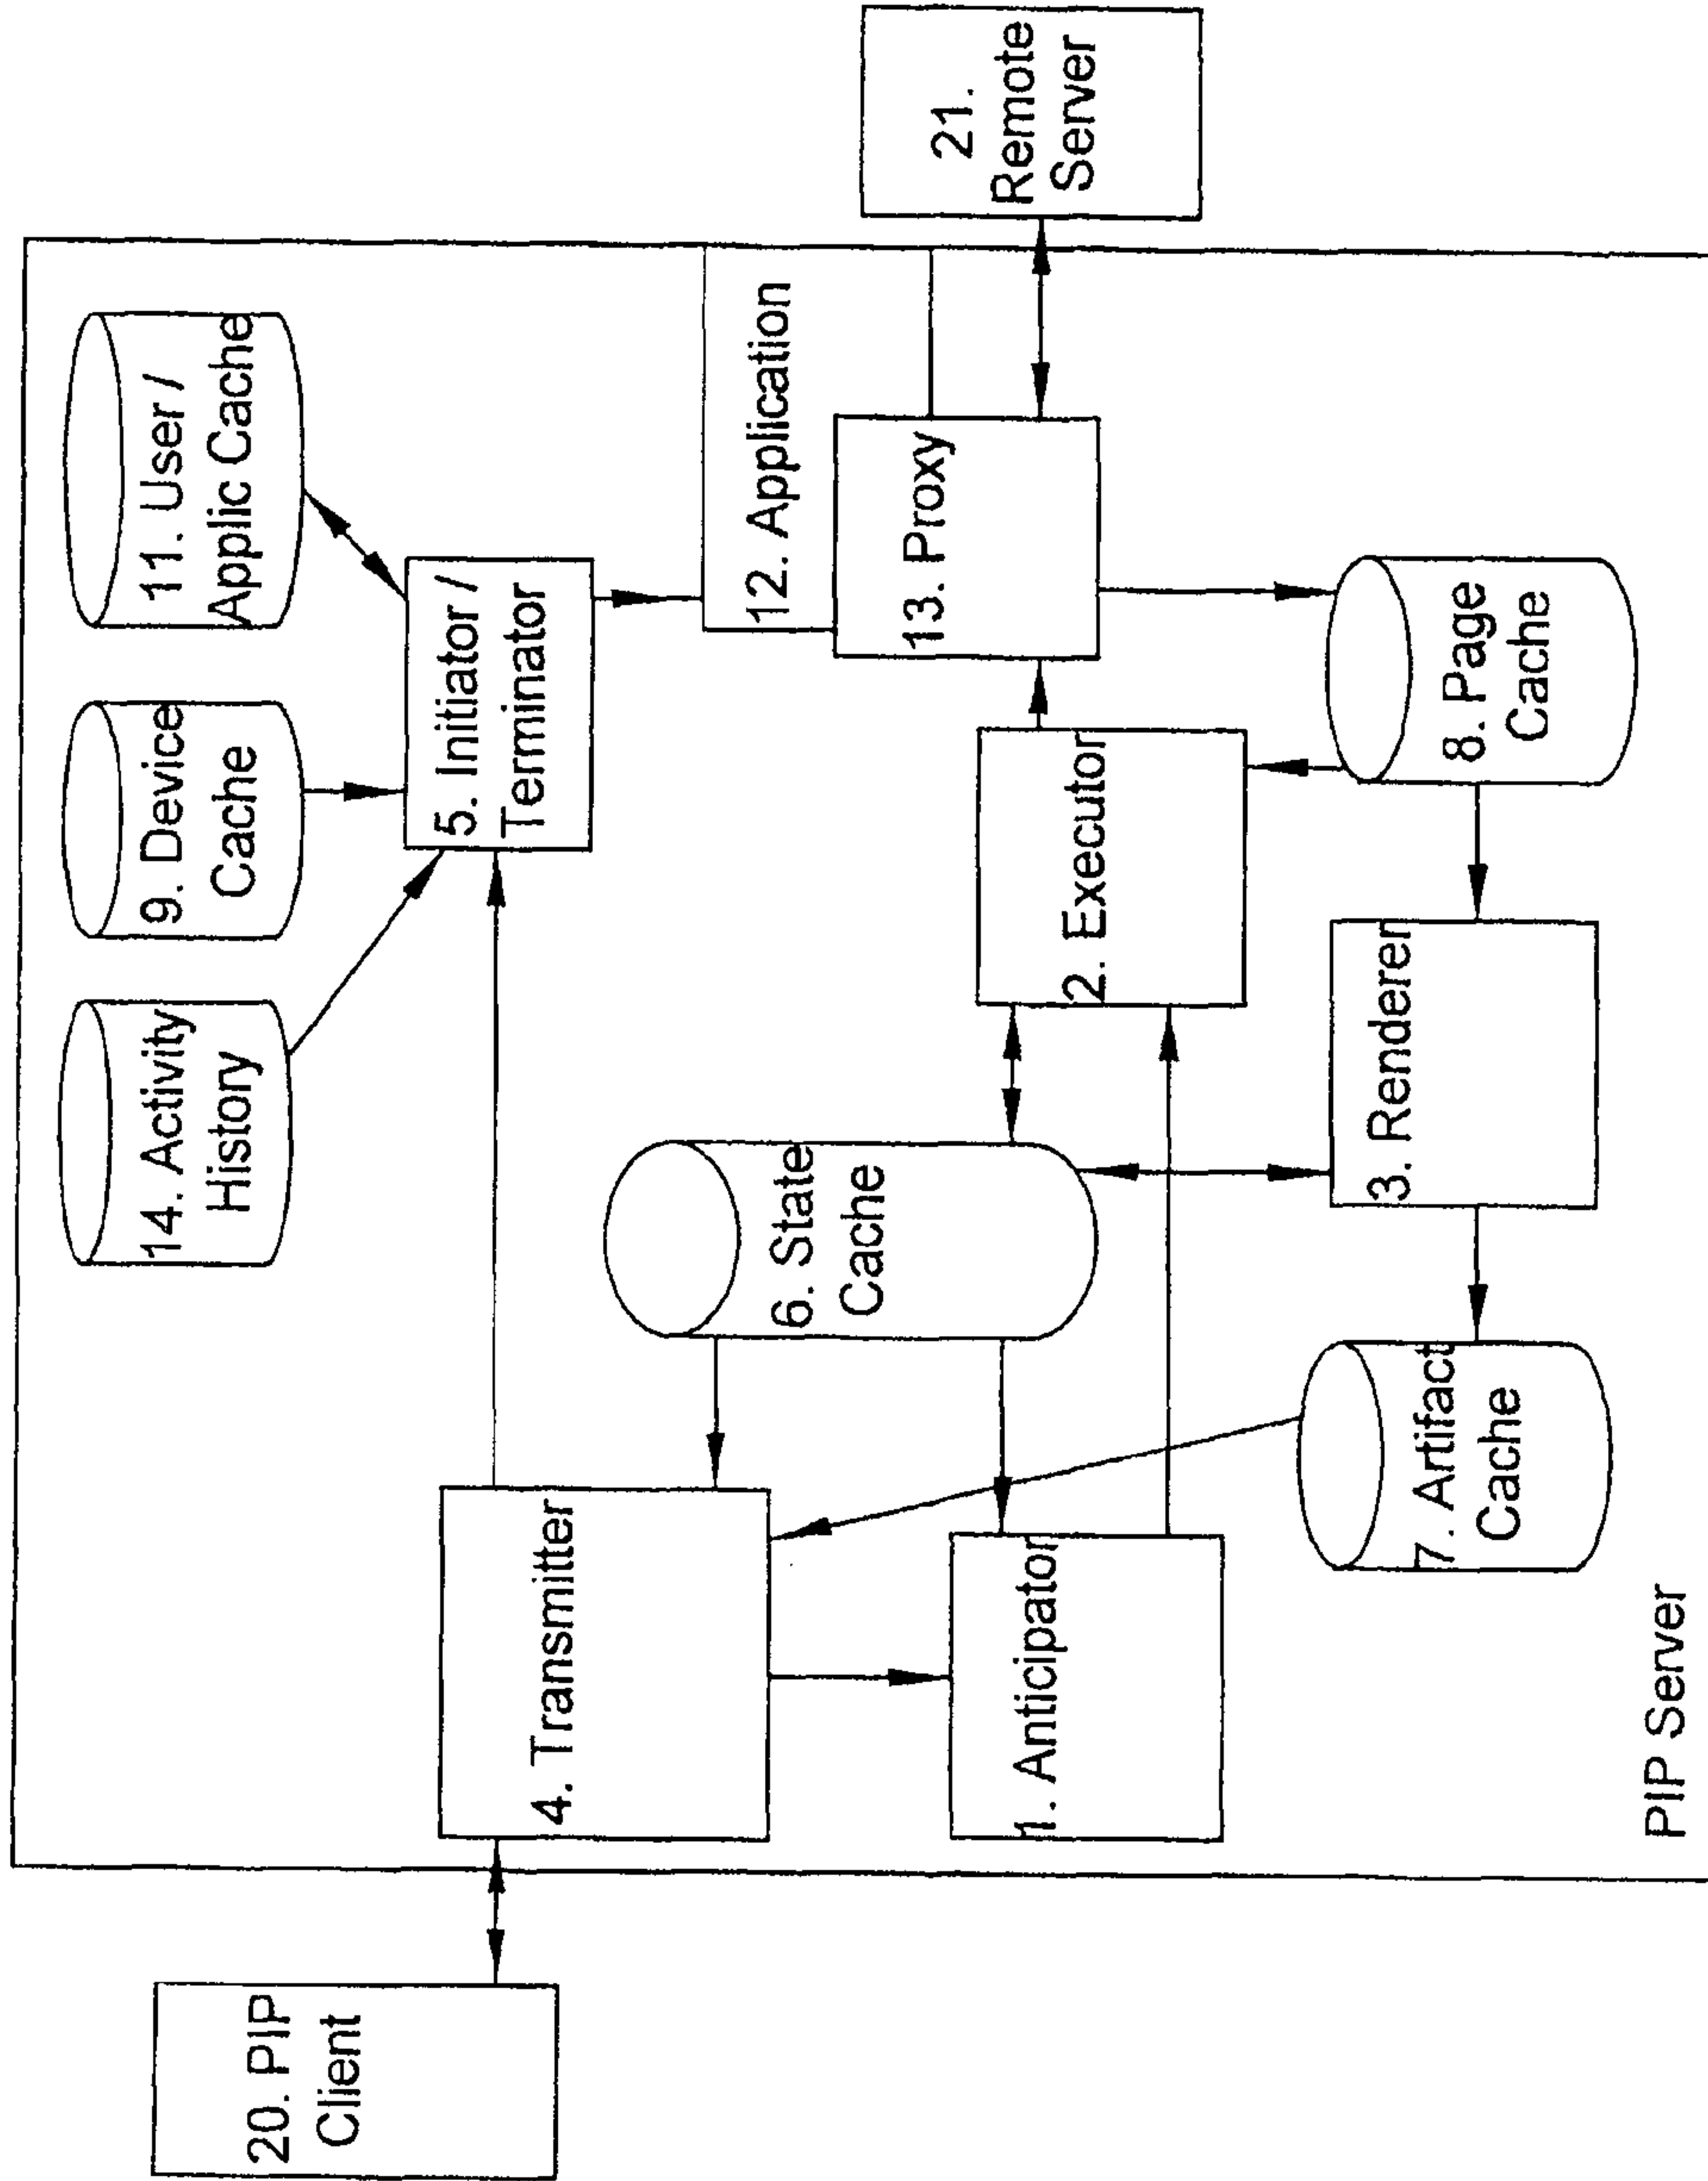 14. Activity
History
9. Device
Cache
11. User /
Applic Cache
20. PIP
Client
4. Transmitter
5. Initiator /
Terminator
6. State
Cache
12. Application
13. Proxy
21.
Remote
Server
1. Anticipator
2. Executor
7. Artifact
Cache
3. Renderer
8. Page
Cache
PIP Server